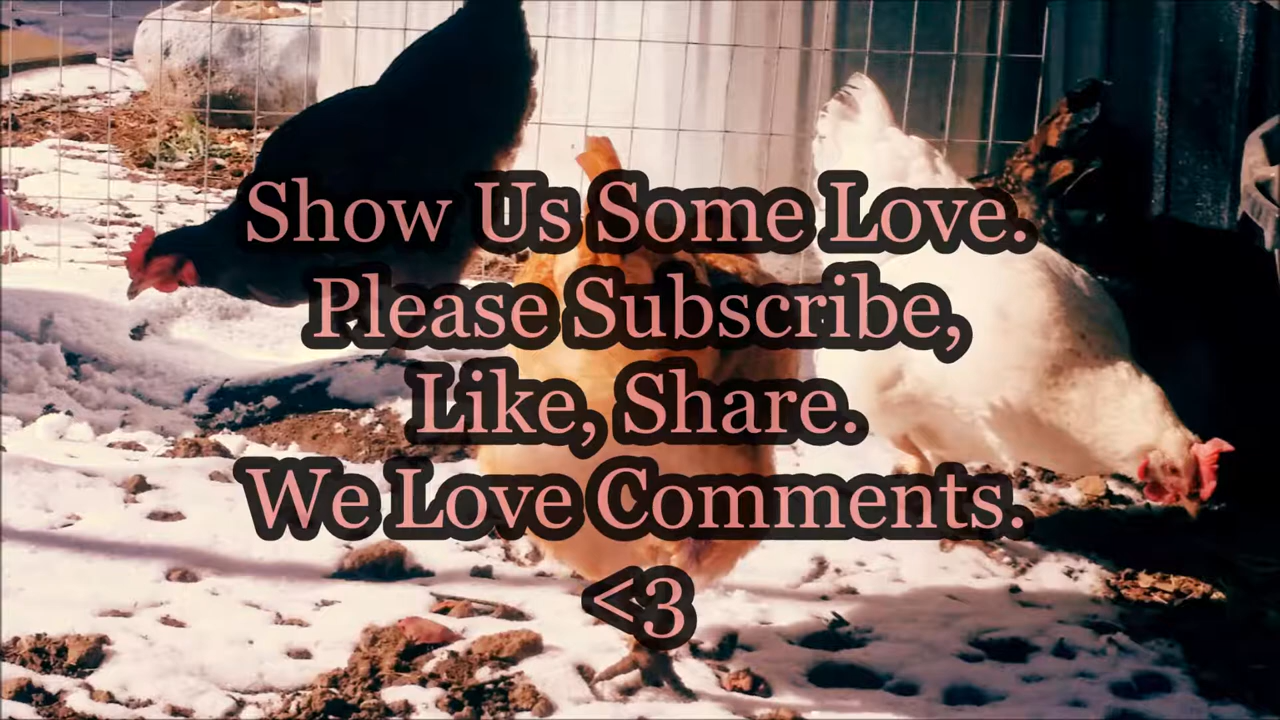 Show Us Some Love.
Please Subscribe,
Like, Share.
We Love Comments.
<3